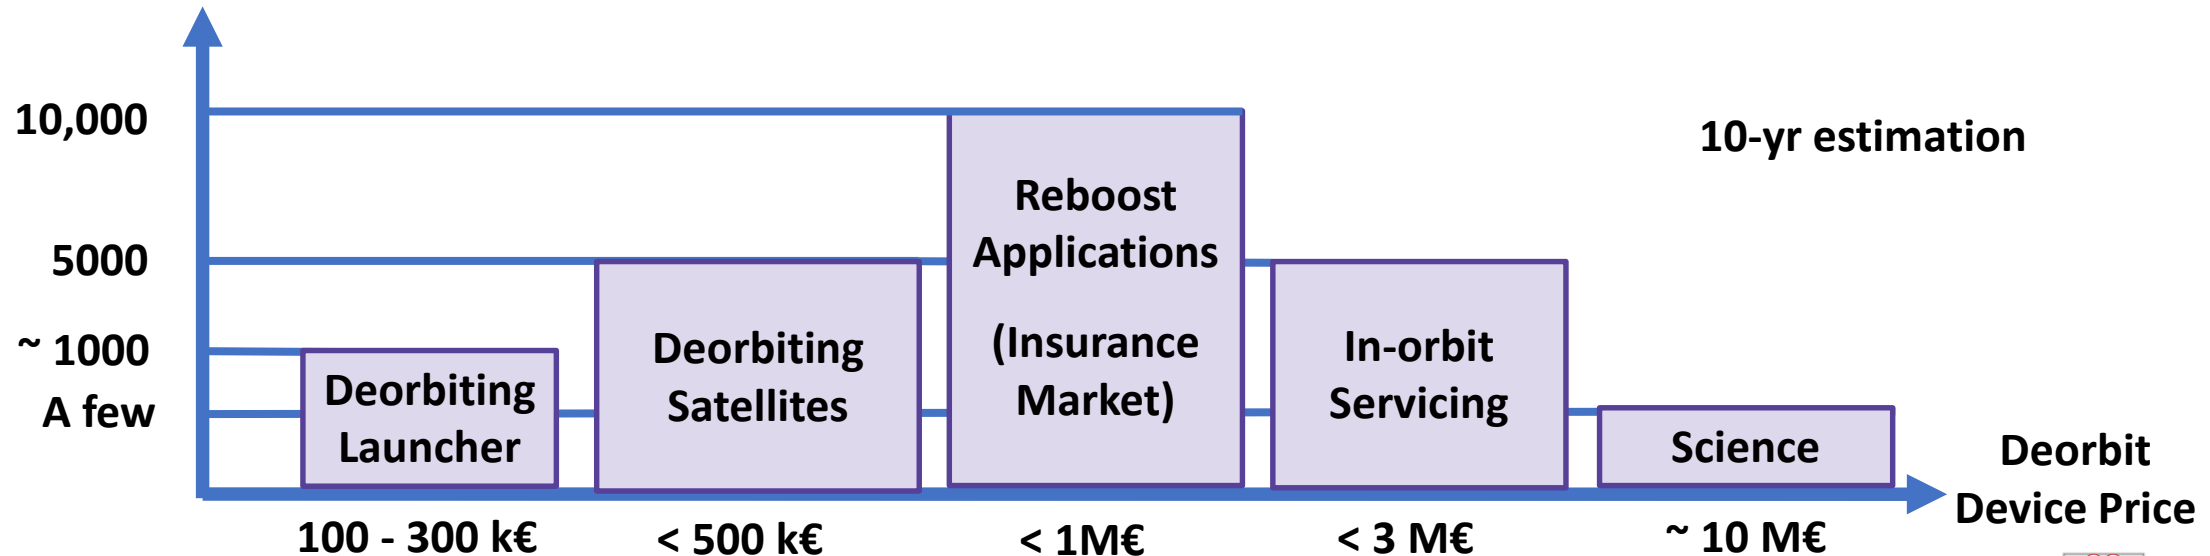 10,000
5000
~ 1000
A few
10-yr estimation
Deorbiting
Launcher
Deorbiting
Satellites
Reboost
Applications
(Insurance
Market)
In-orbit
Servicing
Science
Deorbit
Device Price
100 - 300 k€
< 500 k€
< 1M€
< 3 M€
~ 10 M€